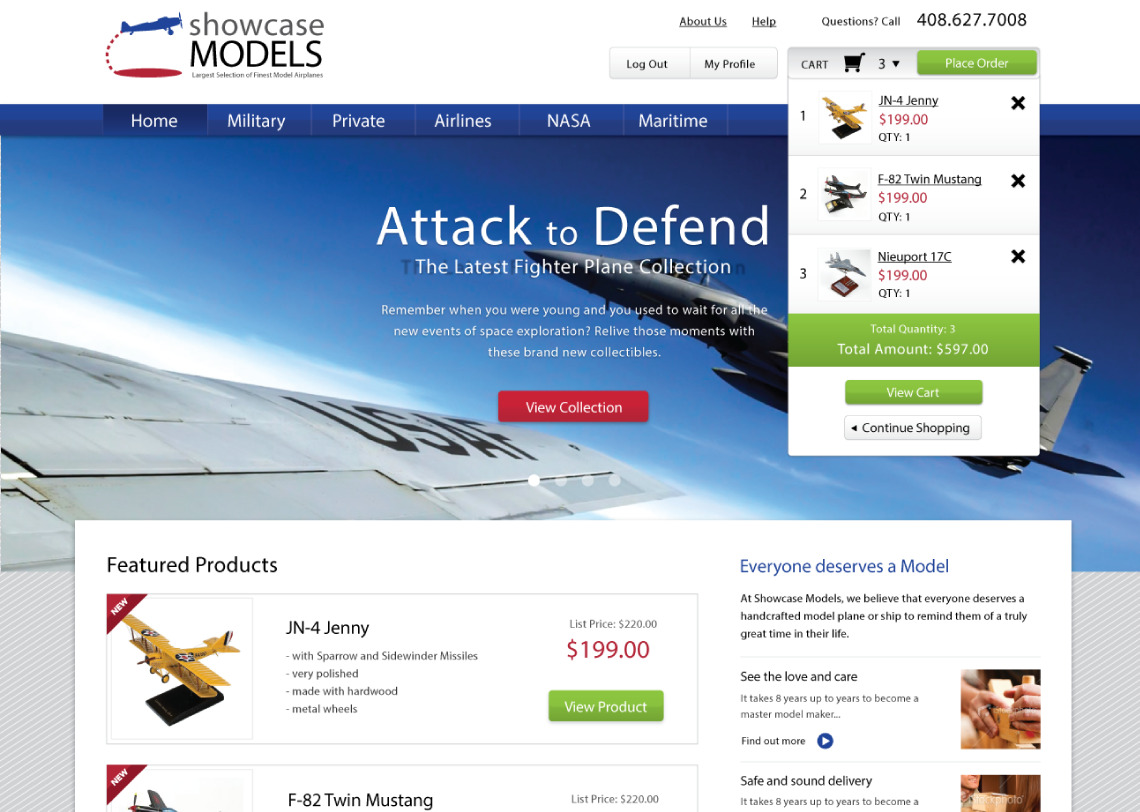 showcase
MODELS
Largest Selection of Finest Model Airplanes
About Us
Help
Questions? Call 408.627.7008
Log Out
My Profile
CART
3
Place Order
Home
Military
Private
Airlines
NASA
Maritime
1
JN-4 Jenny
$199.00
QTY: 1
2
F-82 Twin Mustang
$199.00
QTY: 1
3
Nieuport 17C
$199.00
QTY: 1
Total Quantity: 3
Total Amount: $597.00
View Cart
Continue Shopping
Attack to Defend
The Latest Fighter Plane Collection
Remember when you were young and you used to wait for all the
new events of space exploration? Relive those moments with
these brand new collectibles.
View Collection
USAF
Featured Products
NEW
JN-4 Jenny
- with Sparrow and Sidewinder Missiles
- very polished
- made with hardwood
- metal wheels
List Price: $220.00
$199.00
View Product
NEW
F-82 Twin Mustang
List Price: $220.00
Everyone deserves a Model
At Showcase Models, we believe that everyone deserves a
handcrafted model plane or ship to remind them of a truly
great time in their life.
See the love and care
It takes 8 years up to years to become a
master model maker...
Find out more
Safe and sound delivery
It takes 8 years up to years to become a